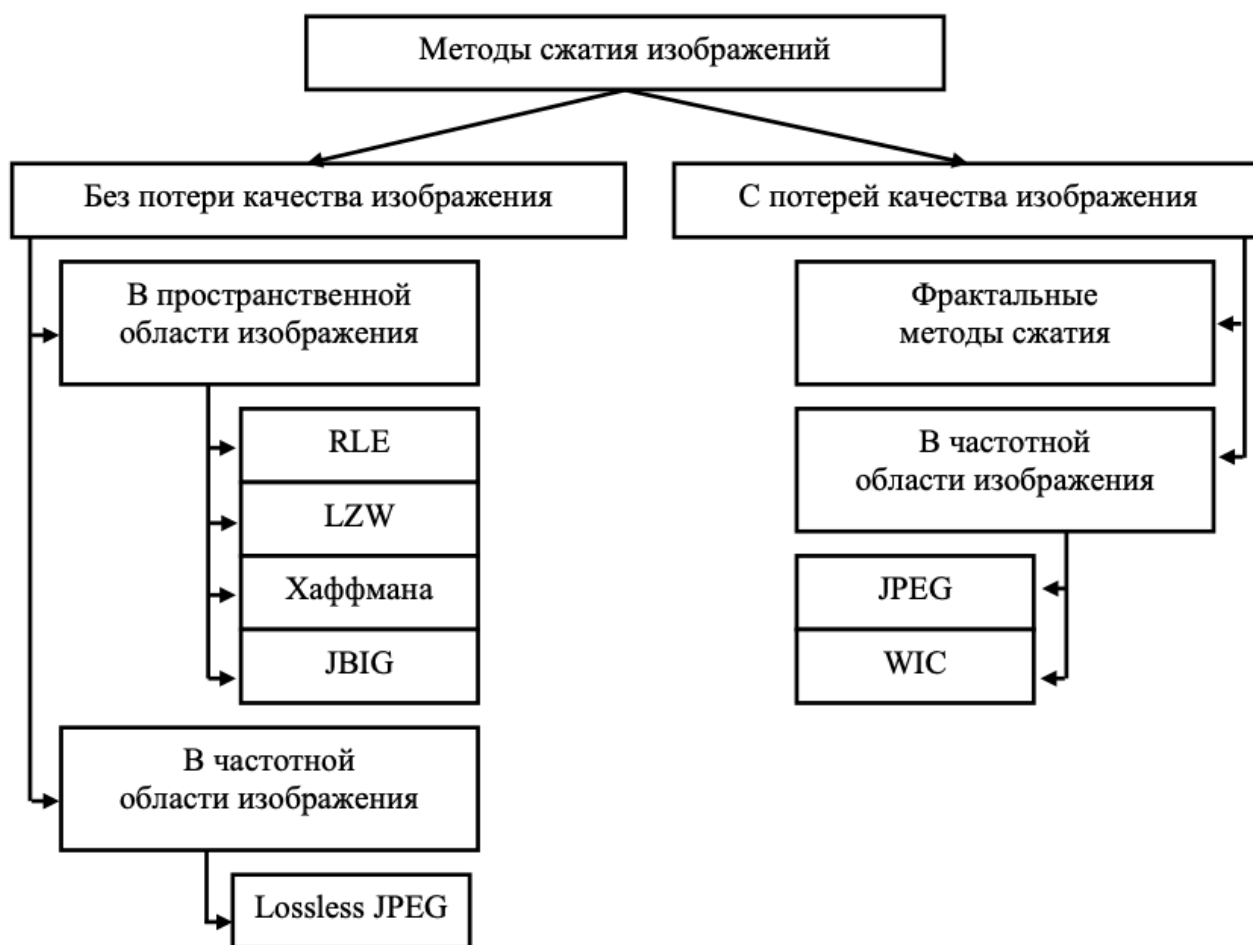 Методы сжатия изображений
Без потери качества изображения
С потерей качества изображения
В пространственной
области изображения
RLE
LZW
Хаффмана
JBIG
В частотной
области изображения
Lossless JPEG
Фрактальные
методы сжатия
В частотной
области изображения
JPEG
WIC